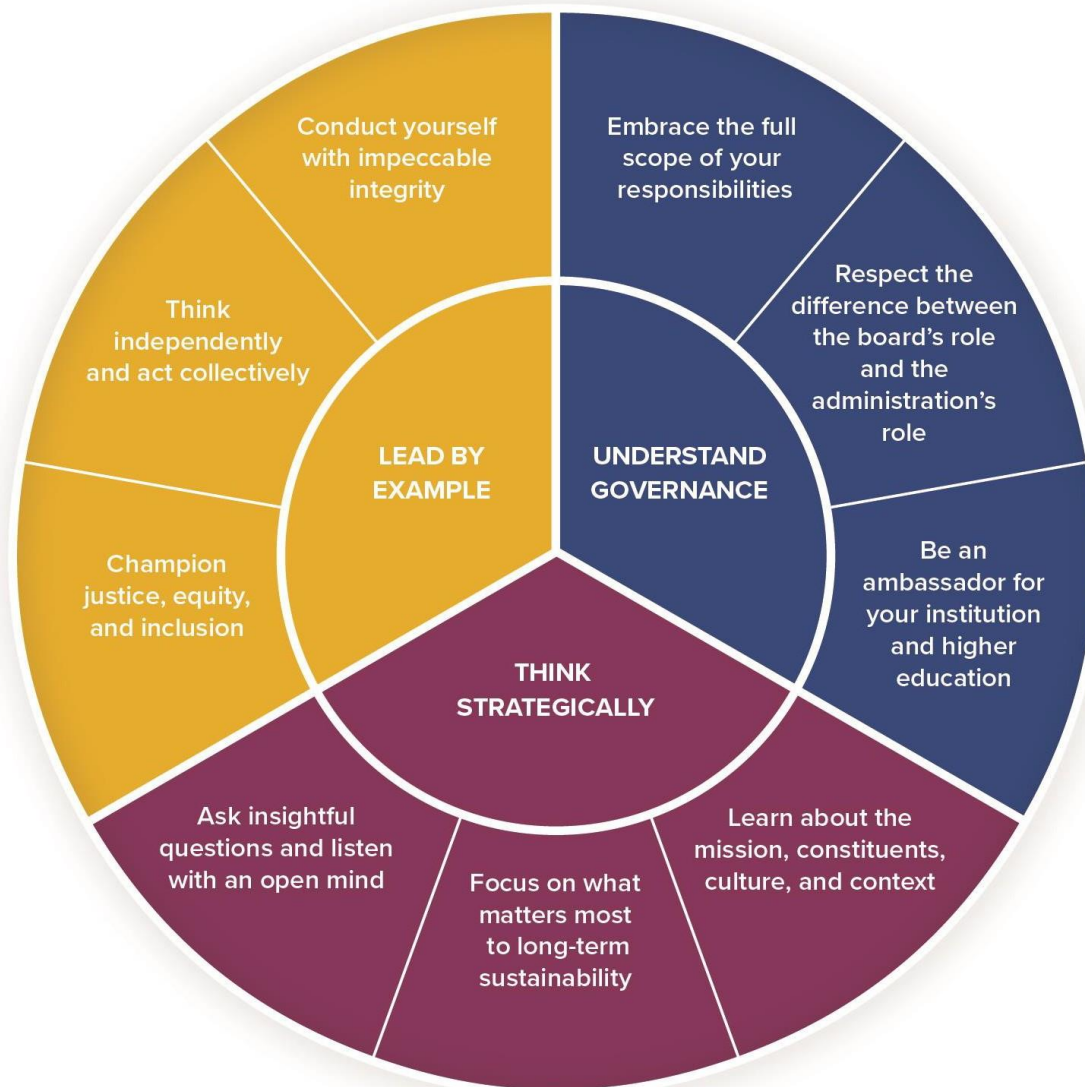 Conduct yourself
with impeccable
integrity
Embrace the full
scope of your
responsibilities
Respect the
difference between
the board’s role
and the
administration’s
role
Think
independently
and act collectively
LEAD BY
EXAMPLE
UNDERSTAND
GOVERNANCE
Be an
ambassador for
your institution
and higher
education
Champion
justice, equity,
and inclusion
THINK
STRATEGICALLY
Ask insightful
questions and listen
with an open mind
Focus on what
matters most
to long-term
sustainability
Learn about the
mission, constituents,
culture, and context